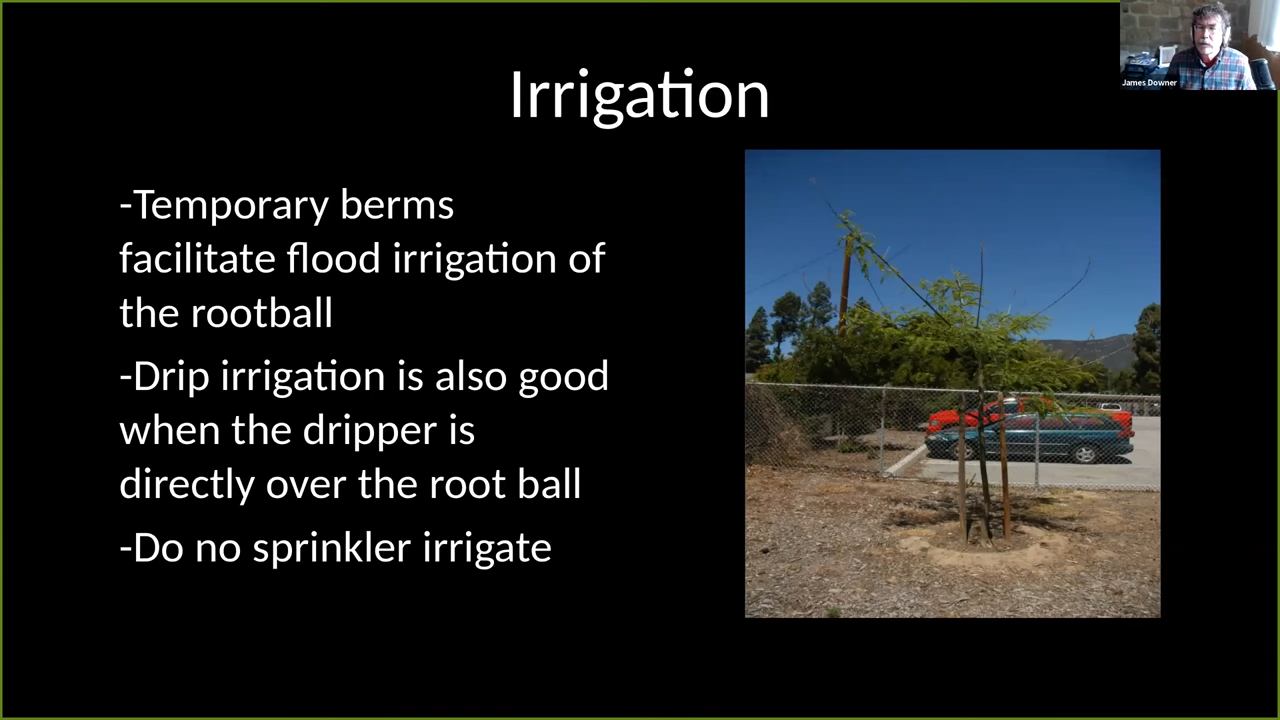 James Downer
Irrigation
-Temporary berms
facilitate flood irrigation of
the rootball
-Drip irrigation is also good
when the dripper is
directly over the root ball
-Do no sprinkler irrigate